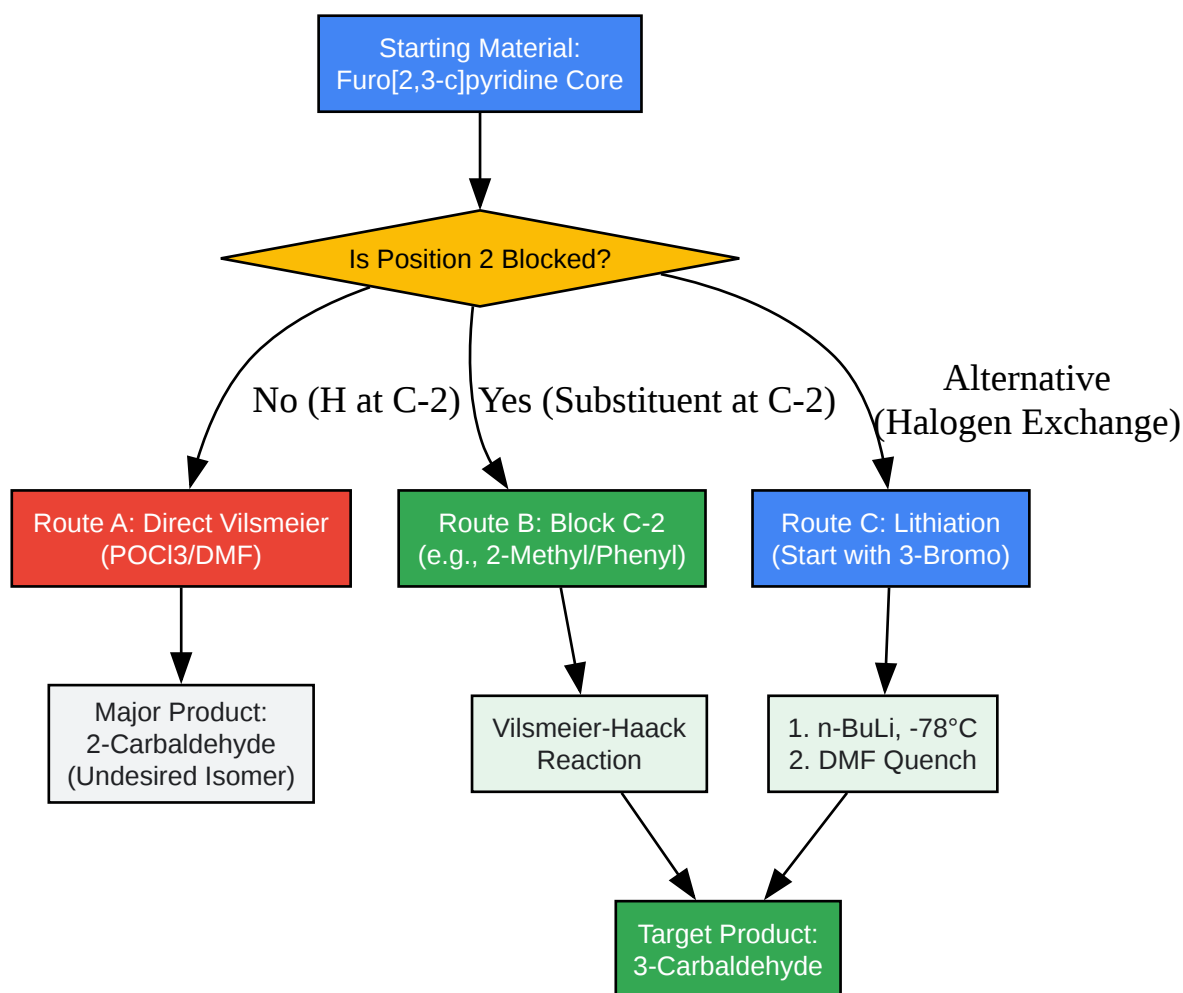 Starting Material:
Furo[2,3-c]pyridine Core
Is Position 2 Blocked?
No (H at C-2)
Yes (Substituent at C-2)
Alternative
(Halogen Exchange)
Route A: Direct Vilsmeier
(POCl3/DMF)
Route B: Block C-2
(e.g., 2-Methyl/Phenyl)
Route C: Lithiation
(Start with 3-Bromo)
Major Product:
2-Carbaldehyde
(Undesired Isomer)
Vilsmeier-Haack
Reaction
1. n-BuLi, -78°C
2. DMF Quench
Target Product:
3-Carbaldehyde